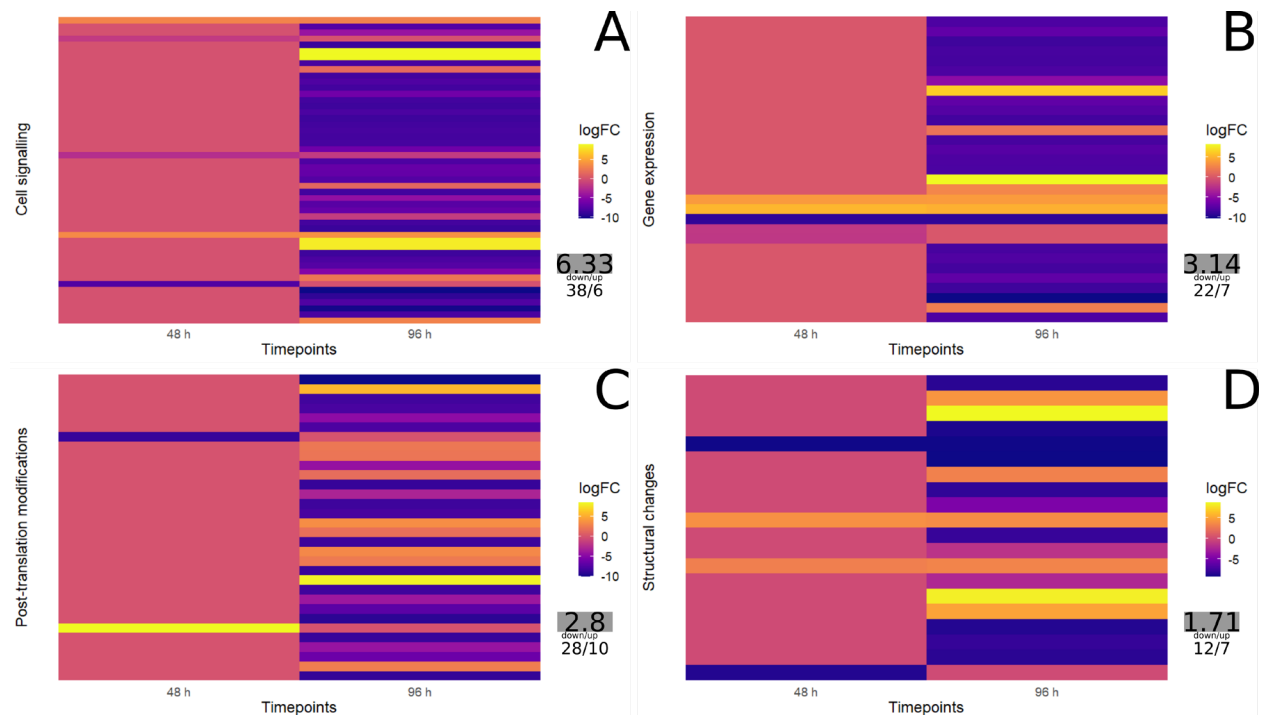 A
Cell signalling
logFC
5
0
-5
-10
6.33
down/up
38/6
48 h
96 h
Timepoints
B
Gene expression
logFC
5
0
-5
-10
3.14
down/up
22/7
48 h
96 h
Timepoints
C
Post-translation modifications
logFC
5
0
-5
-10
2.8
down/up
28/10
48 h
96 h
Timepoints
D
Structural changes
logFC
5
0
-5
1.71
down/up
12/7
48 h
96 h
Timepoints